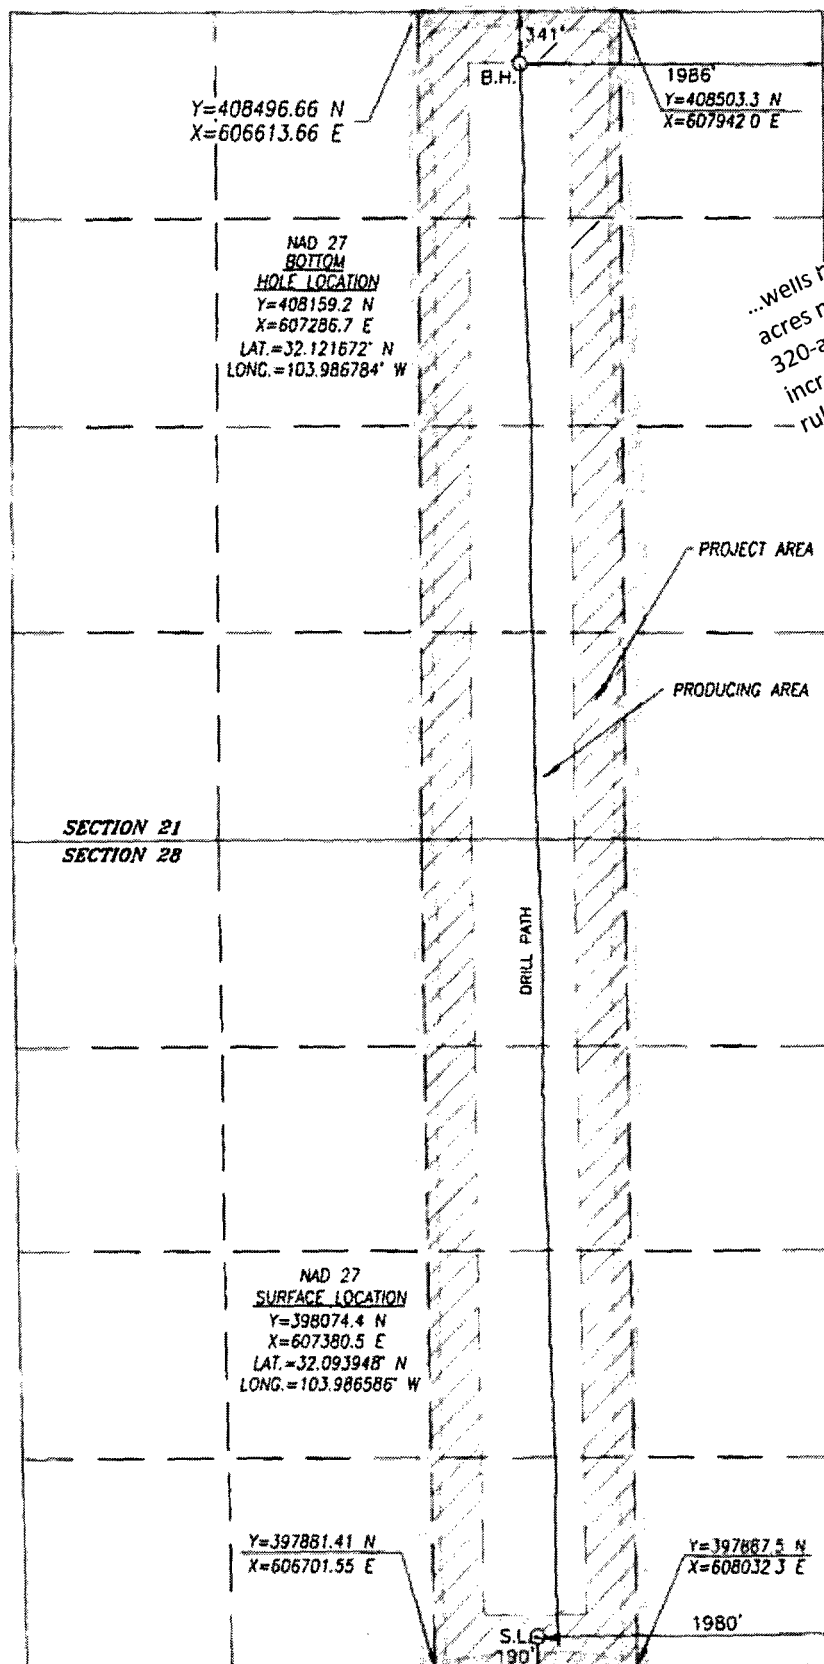 341'
B.H.
1986'
Y=408496.66 N
X=606613.66 E
Y=408503.3 N
X=607942.0 E
NAD 27
BOTTOM
HOLE LOCATION
Y=408159.2 N
X=607286.7 E
LAT.=32.121672° N
LONG.=103.986784° W
...wells
acres
PROJECT AREA
PRODUCING AREA
SECTION 21
SECTION 28
DRILL PATH
NAD 27
SURFACE LOCATION
Y=398074.4 N
X=607380.5 E
LAT.=32.093948° N
LONG.=103.986586° W
Y=397881.41 N
X=606701.55 E
Y=397887.5 N
X=608032.3 E
S.L.
190'
1980'